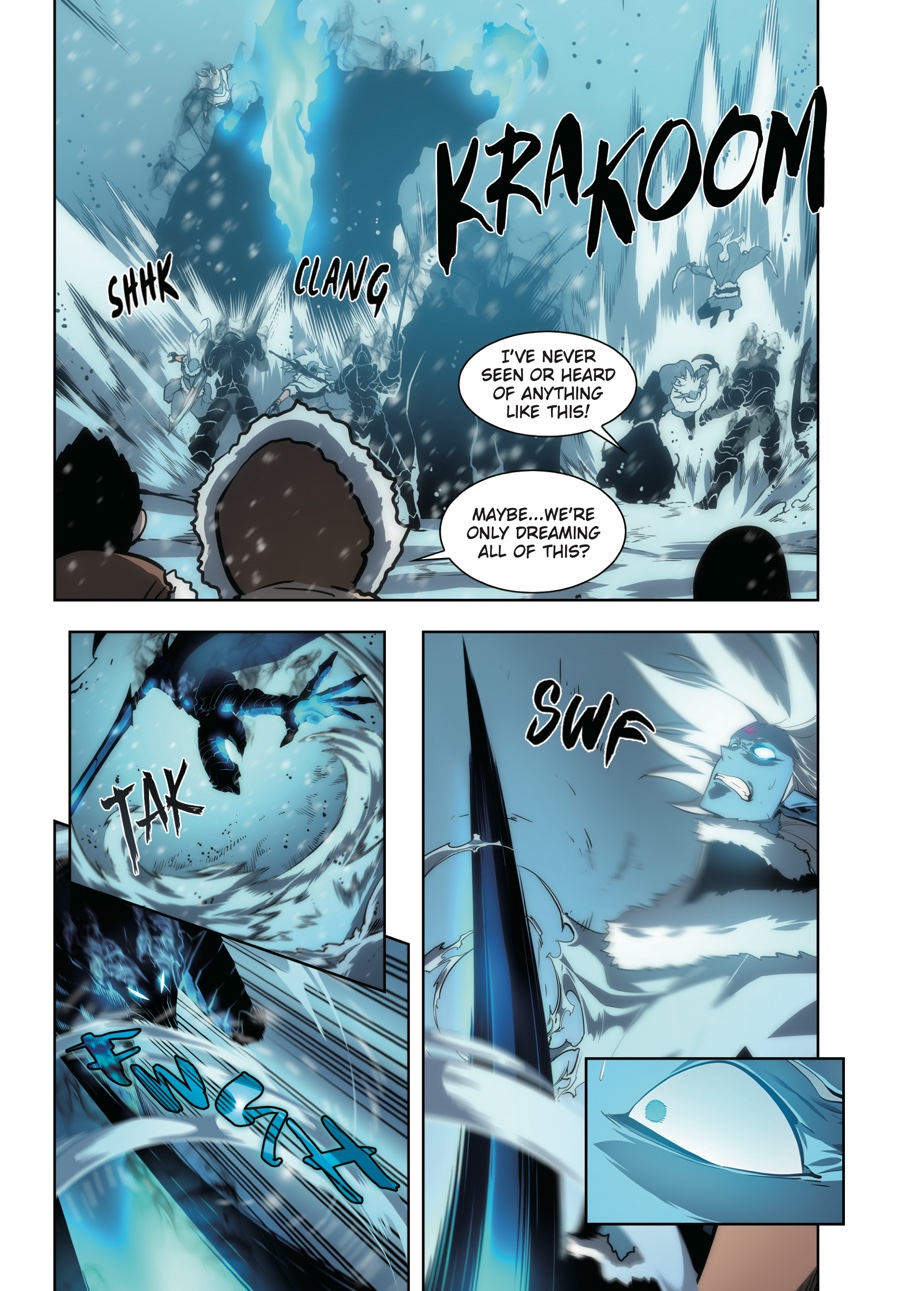 KRAKOOM
SHHK
CLANG
I'VE NEVER
SEEN OR HEARD
OF ANYTHING
LIKE THIS!
MAYBE...WE'RE
ONLY DREAMING
ALL OF THIS?
TAK
SWF